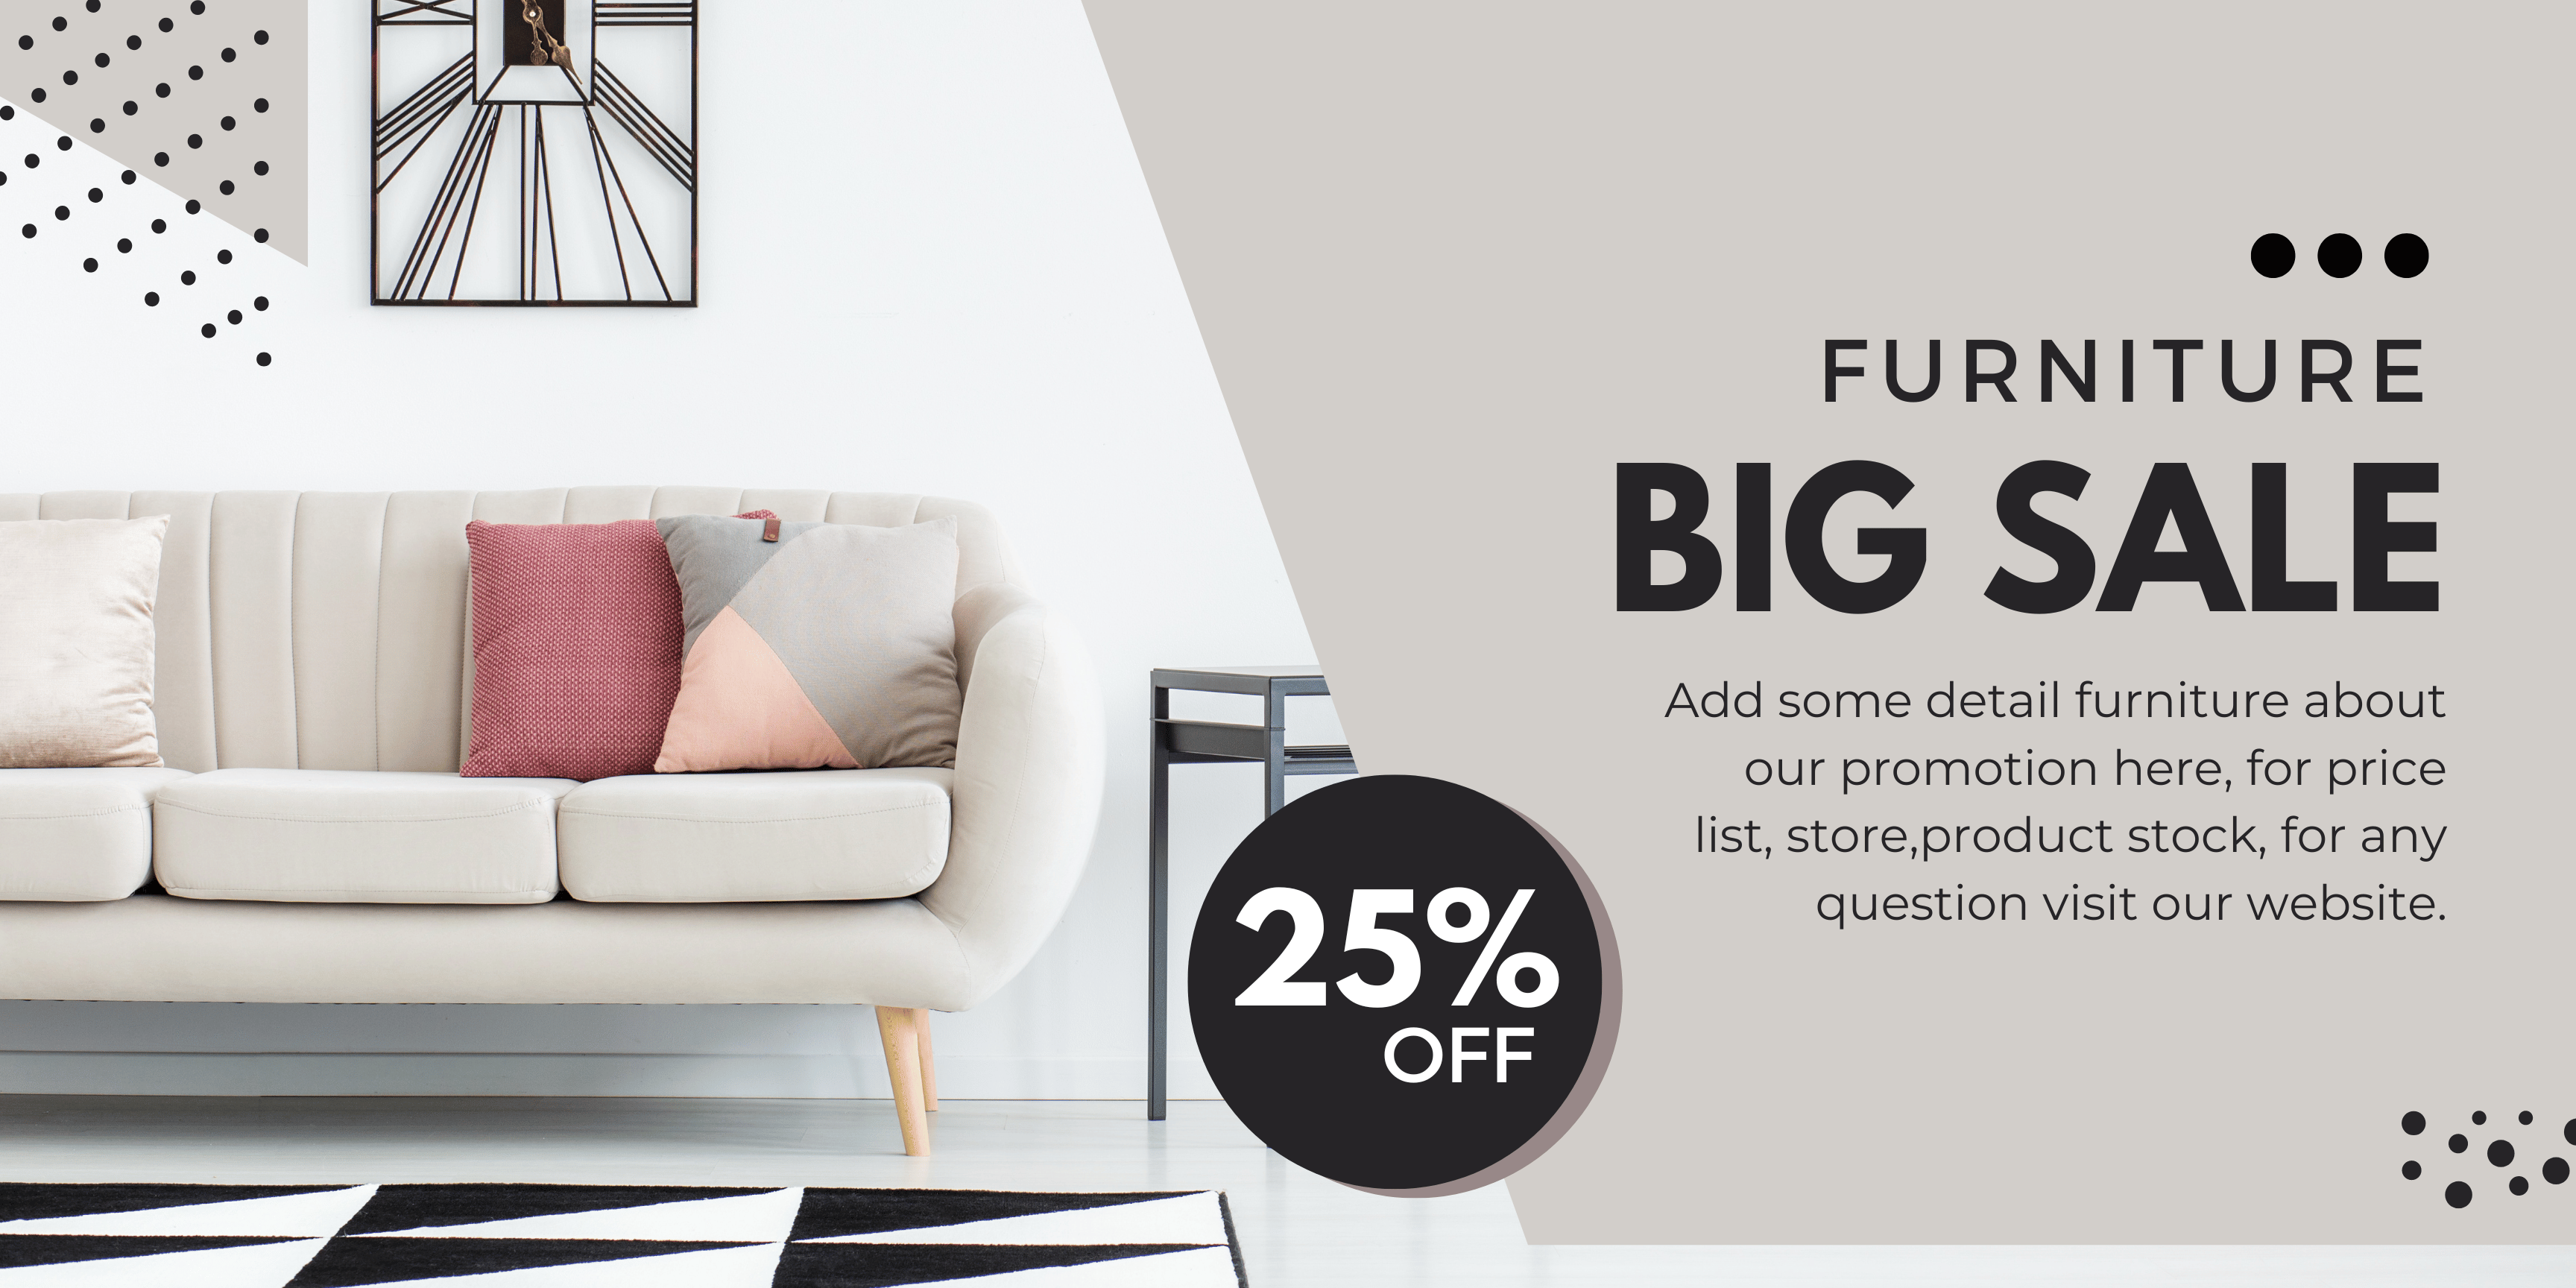 FURNITURE
BIG SALE
Add some detail furniture about
our promotion here, for price
list, store,product stock, for any
question visit our website.
25%
OFF